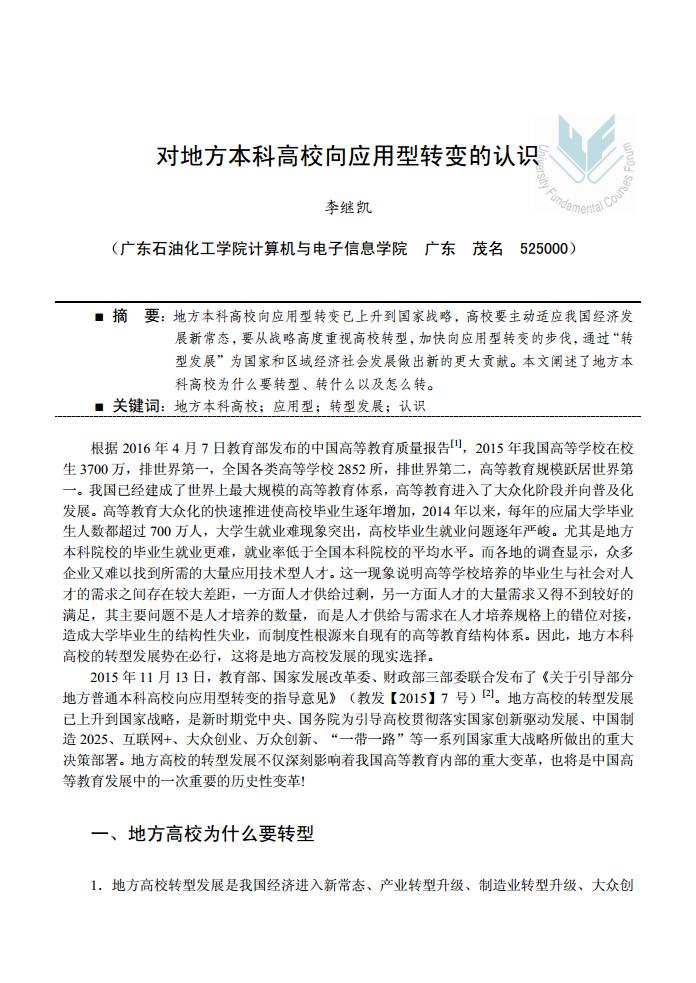 University Fundamental Courses Forum
对地方本科高校向应用型转变的认识
李继凯
（广东石油化工学院计算机与电子信息学院 广东 茂名 525000）
■ 摘 要：地方本科高校向应用型转变已上升到国家战略，高校要主动适应我国经济发
展新常态，要从战略高度重视高校转型，加快向应用型转变的步伐，通过“转
型发展”为国家和区域经济社会发展做出新的更大贡献。本文阐述了地方本
科高校为什么要转型、转什么以及怎么转。
■ 关键词：地方本科高校；应用型；转型发展；认识
根据 2016 年 4 月 7 日教育部发布的中国高等教育质量报告[1]，2015 年我国高等学校在校
生 3700 万，排世界第一，全国各类高等学校 2852 所，排世界第二，高等教育规模跃居世界第
一。我国已经建成了世界上最大规模的高等教育体系，高等教育进入了大众化阶段并向普及化
发展。高等教育大众化的快速推进使高校毕业生逐年增加，2014 年以来，每年的应届大学毕业
生人数都超过 700 万人，大学生就业难现象突出，高校毕业生就业问题逐年严峻。尤其是地方
本科院校的毕业生就业更难，就业率低于全国本科院校的平均水平。而各地的调查显示，众多
企业又难以找到所需的大量应用技术型人才。这一现象说明高等学校培养的毕业生与社会对人
才的需求之间存在较大差距，一方面人才供给过剩，另一方面人才的大量需求又得不到较好的
满足，其主要问题不是人才培养的数量，而是人才供给与需求在人才培养规格上的错位对接，
造成大学毕业生的结构性失业，而制度性根源来自现有的高等教育结构体系。因此，地方本科
高校的转型发展势在必行，这将是地方高校发展的现实选择。
2015 年 11 月 13 日，教育部、国家发展改革委、财政部三部委联合发布了《关于引导部分
地方普通本科高校向应用型转变的指导意见》（教发【2015】7 号）[2]。地方高校的转型发展
已上升到国家战略，是新时期党中央、国务院为引导高校贯彻落实国家创新驱动发展、中国制
造 2025、互联网+、大众创业、万众创新、“一带一路”等一系列国家重大战略所做出的重大
决策部署。地方高校的转型发展不仅深刻影响着我国高等教育内部的重大变革，也将是中国高
等教育发展中的一次重要的历史性变革!
一、地方高校为什么要转型
1．地方高校转型发展是我国经济进入新常态、产业转型升级、制造业转型升级、大众创